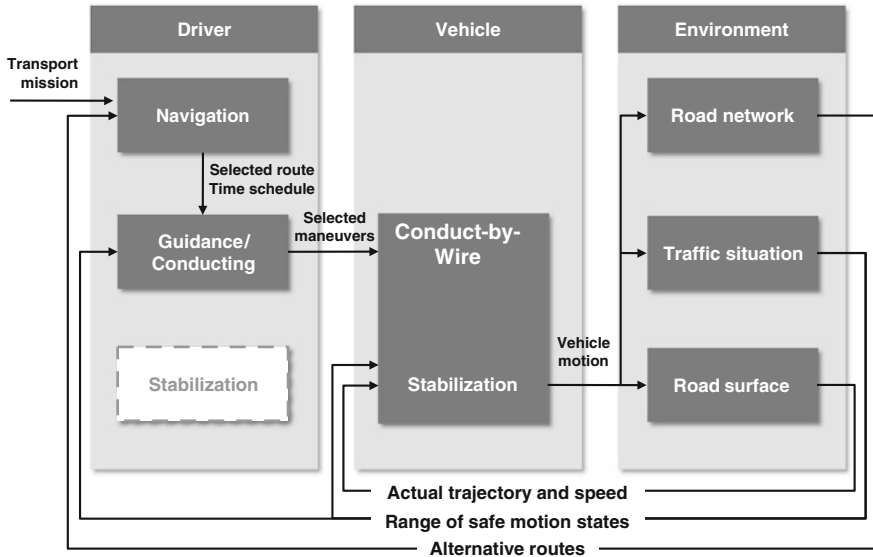 Driver
Vehicle
Environment
Transport
mission
Navigation
Road network
Selected route
Time schedule
Guidance/
Conducting
Selected
maneuvers
Conduct-by-
Wire
Traffic situation
Stabilization
Stabilization
Vehicle
motion
Road surface
Actual trajectory and speed
Range of safe motion states
Alternative routes